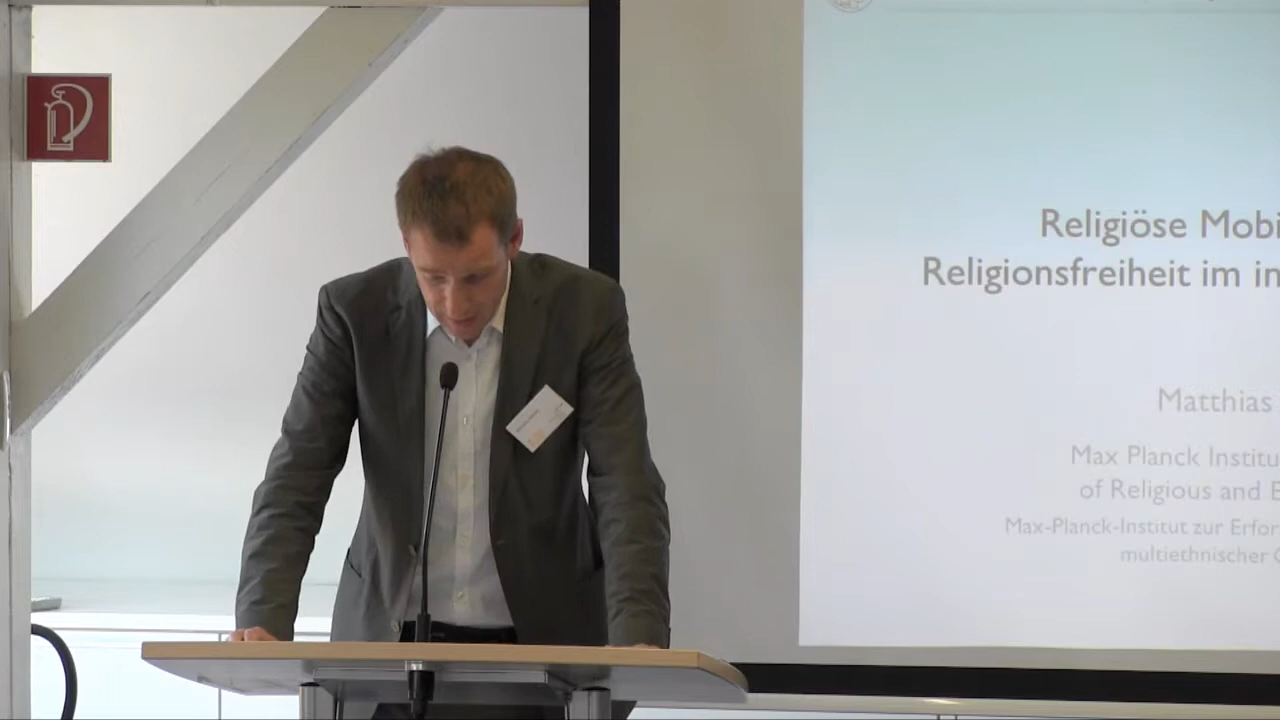 Religiöse Mobi
Religionsfreiheit im in
Matthias
Max Planck Institu
of Religious and E
Max-Planck-Institut zur Erfor
multiethnischer G